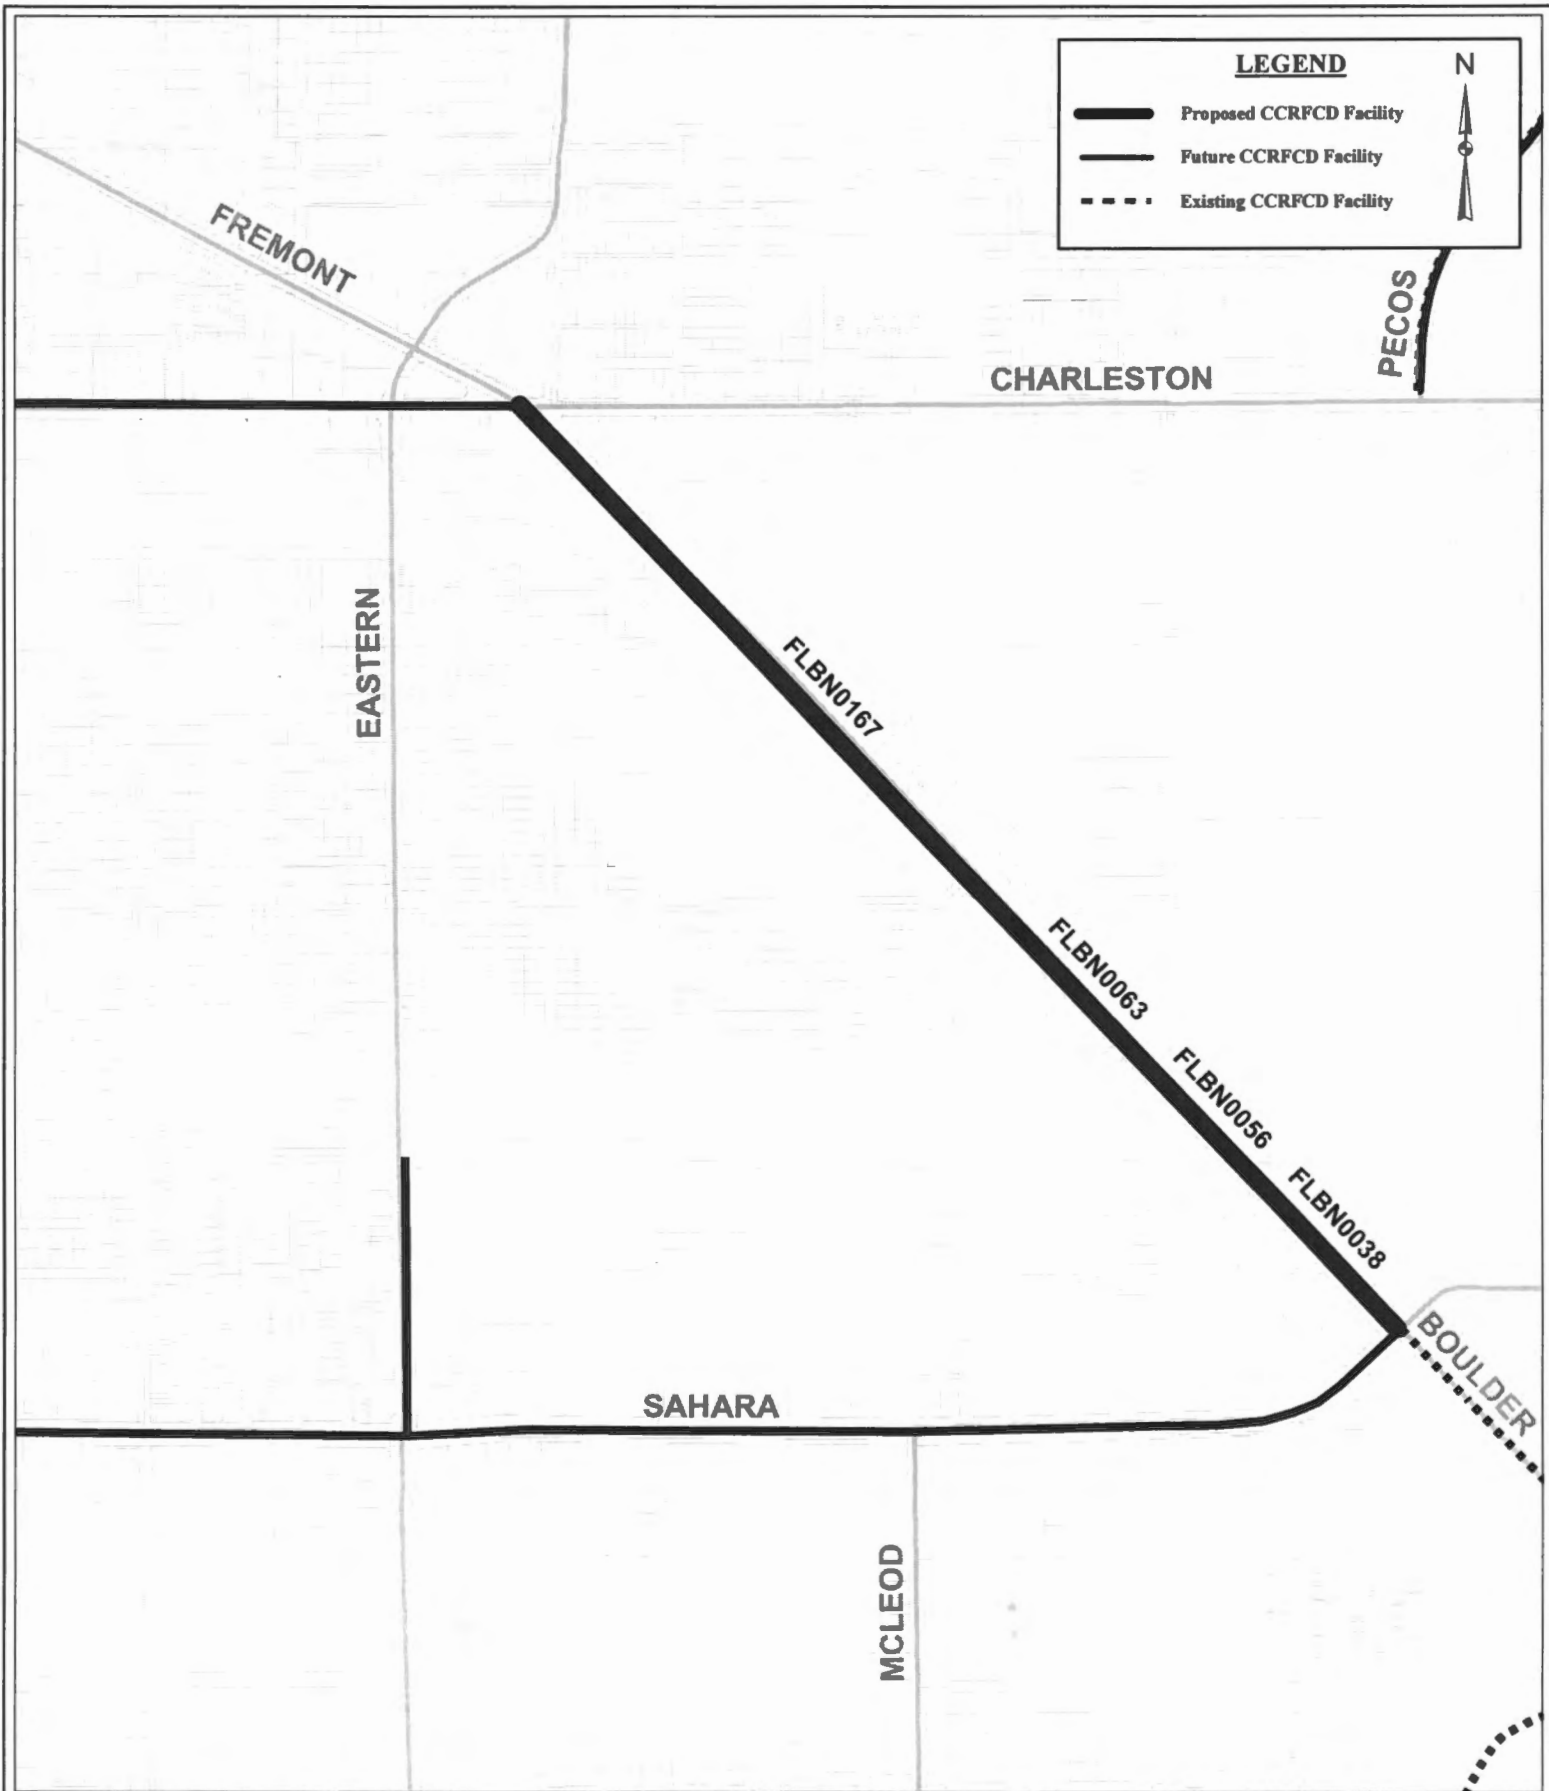 LEGEND
N
Proposed CCRFCD Facility
Future CCRFCD Facility
Existing CCRFCD Facility
FREMONT
PECOS
CHARLESTON
EASTERN
FLBN0167
FLBN0063
FLBN0056
FLBN0038
BOULDER
SAHARA
MCLEOD